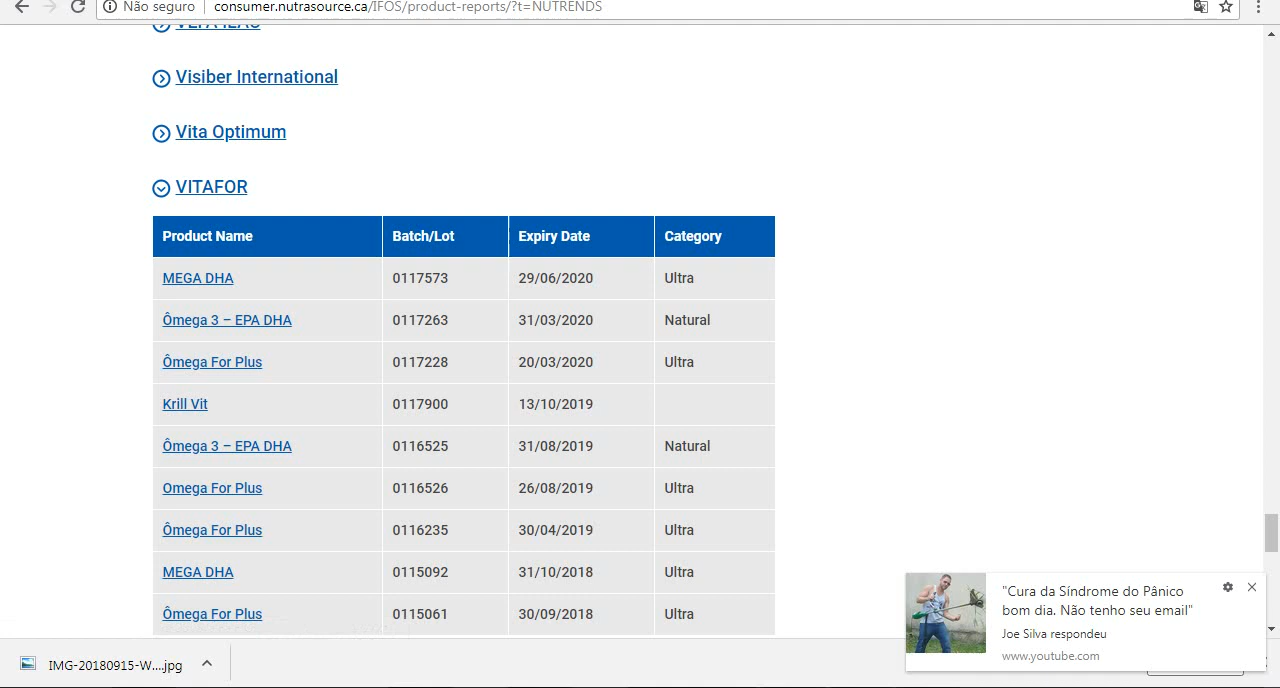 Não seguro
consumer.nutrasource.ca/IFOS/product-reports/?t=NUTRENDS
Visiber International
Vita Optimum
VITAFOR
Product Name Batch/Lot Expiry Date Category
MEGA DHA 0117573 29/06/2020 Ultra
Ômega 3 – EPA DHA 0117263 31/03/2020 Natural
Ômega For Plus 0117228 20/03/2020 Ultra
Krill Vit 0117900 13/10/2019
Ômega 3 – EPA DHA 0116525 31/08/2019 Natural
Omega For Plus 0116526 26/08/2019 Ultra
Ômega For Plus 0116235 30/04/2019 Ultra
MEGA DHA 0115092 31/10/2018 Ultra
Ômega For Plus 0115061 30/09/2018 Ultra
"Cura da Síndrome do Pânico
bom dia. Não tenho seu email"
Joe Silva respondeu
www.youtube.com
IMG-20180915-W....jpg